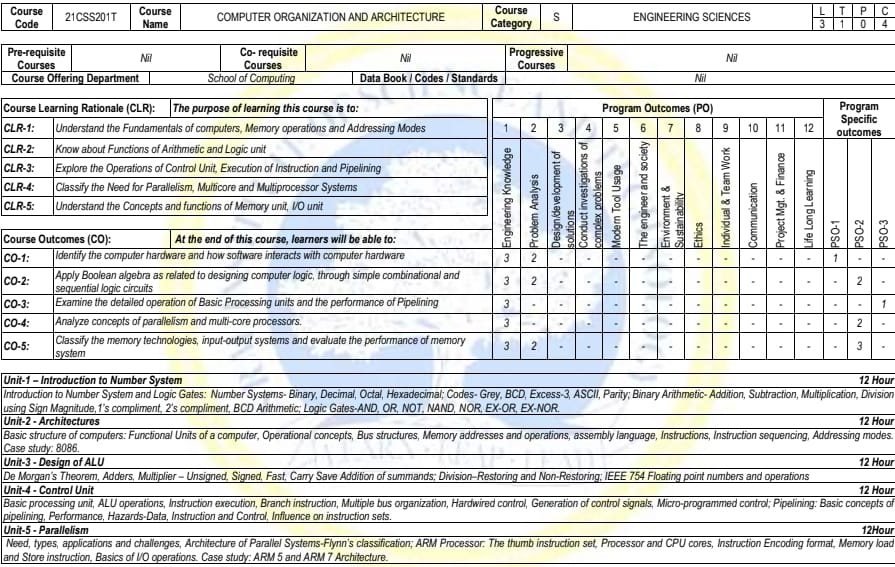 Course Code 21CSS201T Course Name COMPUTER ORGANIZATION AND ARCHITECTURE Course Category S ENGINEERING SCIENCES L T P C
3 1 0 4
Pre-requisite Courses Nil Co- requisite Courses Nil Progressive Courses Nil
Course Offering Department School of Computing Data Book / Codes / Standards Nil
Course Learning Rationale (CLR): The purpose of learning this course is to: Program Outcomes (PO) Program Specific outcomes
CLR-1: Understand the Fundamentals of computers, Memory operations and Addressing Modes 1 2 3 4 5 6 7 8 9 10 11 12
CLR-2: Know about Functions of Arithmetic and Logic unit
CLR-3: Explore the Operations of Control Unit, Execution of Instruction and Pipelining
CLR-4: Classify the Need for Parallelism, Multicore and Multiprocessor Systems
CLR-5: Understand the Concepts and functions of Memory unit, I/O unit
Engineering Knowledge
Problem Analysis
Design/development of solutions
Conduct investigations of complex problems
Modern Tool Usage
The engineer and society
Environment & Sustainability
Ethics
Individual & Team Work
Communication
Project Mgt. & Finance
Life Long Learning
PSO-1
PSO-2
PSO-3
Course Outcomes (CO): At the end of this course, learners will be able to:
CO-1: Identify the computer hardware and how software interacts with computer hardware 3 2 - - - - - - - - - - 1 - -
CO-2: Apply Boolean algebra as related to designing computer logic, through simple combinational and
sequential logic circuits 3 2 - - - - - - - - - - - 2 -
CO-3: Examine the detailed operation of Basic Processing units and the performance of Pipelining 3 - - - - - - - - - - - - - 1
CO-4: Analyze concepts of parallelism and multi-core processors. 3 - - - - - - - - - - - - 2 -
CO-5: Classify the memory technologies, input-output systems and evaluate the performance of memory
system 3 2 - - - - - - - - - - - 3 -
Unit-1 – Introduction to Number System 12 Hour
Introduction to Number System and Logic Gates: Number Systems- Binary, Decimal, Octal, Hexadecimal; Codes- Grey, BCD, Excess-3, ASCII, Parity; Binary Arithmetic- Addition, Subtraction, Multiplication, Division
using Sign Magnitude,1's compliment, 2's compliment, BCD Arithmetic; Logic Gates-AND, OR, NOT, NAND, NOR, EX-OR, EX-NOR.
Unit-2 - Architectures 12 Hour
Basic structure of computers: Functional Units of a computer, Operational concepts, Bus structures, Memory addresses and operations, assembly language, Instructions, Instruction sequencing, Addressing modes.
Case study: 8086.
Unit-3 - Design of ALU 12 Hour
De Morgan's Theorem, Adders, Multiplier – Unsigned, Signed, Fast, Carry Save Addition of summands; Division–Restoring and Non-Restoring; IEEE 754 Floating point numbers and operations
Unit-4 - Control Unit 12 Hour
Basic processing unit, ALU operations, Instruction execution, Branch instruction, Multiple bus organization, Hardwired control, Generation of control signals, Micro-programmed control; Pipelining: Basic concepts of
pipelining, Performance, Hazards-Data, Instruction and Control, Influence on instruction sets.
Unit-5 - Parallelism 12Hour
Need, types, applications and challenges, Architecture of Parallel Systems-Flynn's classification; ARM Processor: The thumb instruction set, Processor and CPU cores, Instruction Encoding format, Memory load
and Store instruction, Basics of I/O operations. Case study: ARM 5 and ARM 7 Architecture.